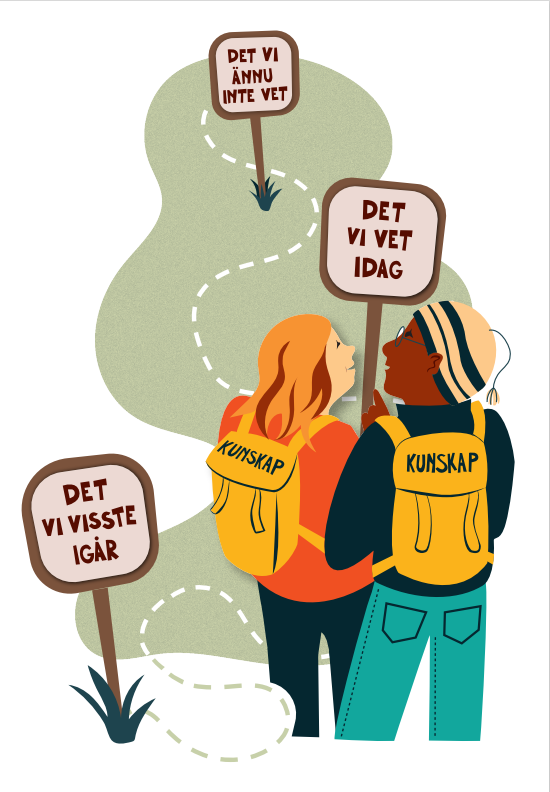 DET VI
ÄNNU
INTE VET
DET
VI VET
IDAG
KUNSKAP
KUNSKAP
DET
VI VISSTE
IGÅR